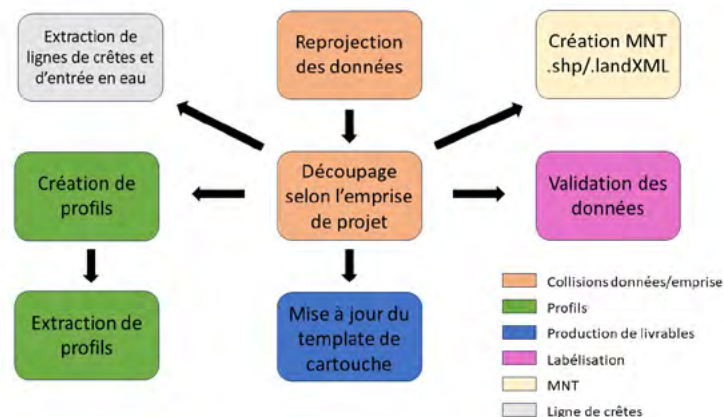 Extraction de
lignes de crêtes et
d'entrée en eau
Reprojection
des données
Création MNT
.shp/.landXML
Création de
profils
Découpage
selon l'emprise
de projet
Validation des
données
Extraction de
profils
Mise à jour du
template de
cartouche
Collisions données/emprise
Profils
Production de livrables
Labélisation
MNT
Ligne de crêtes